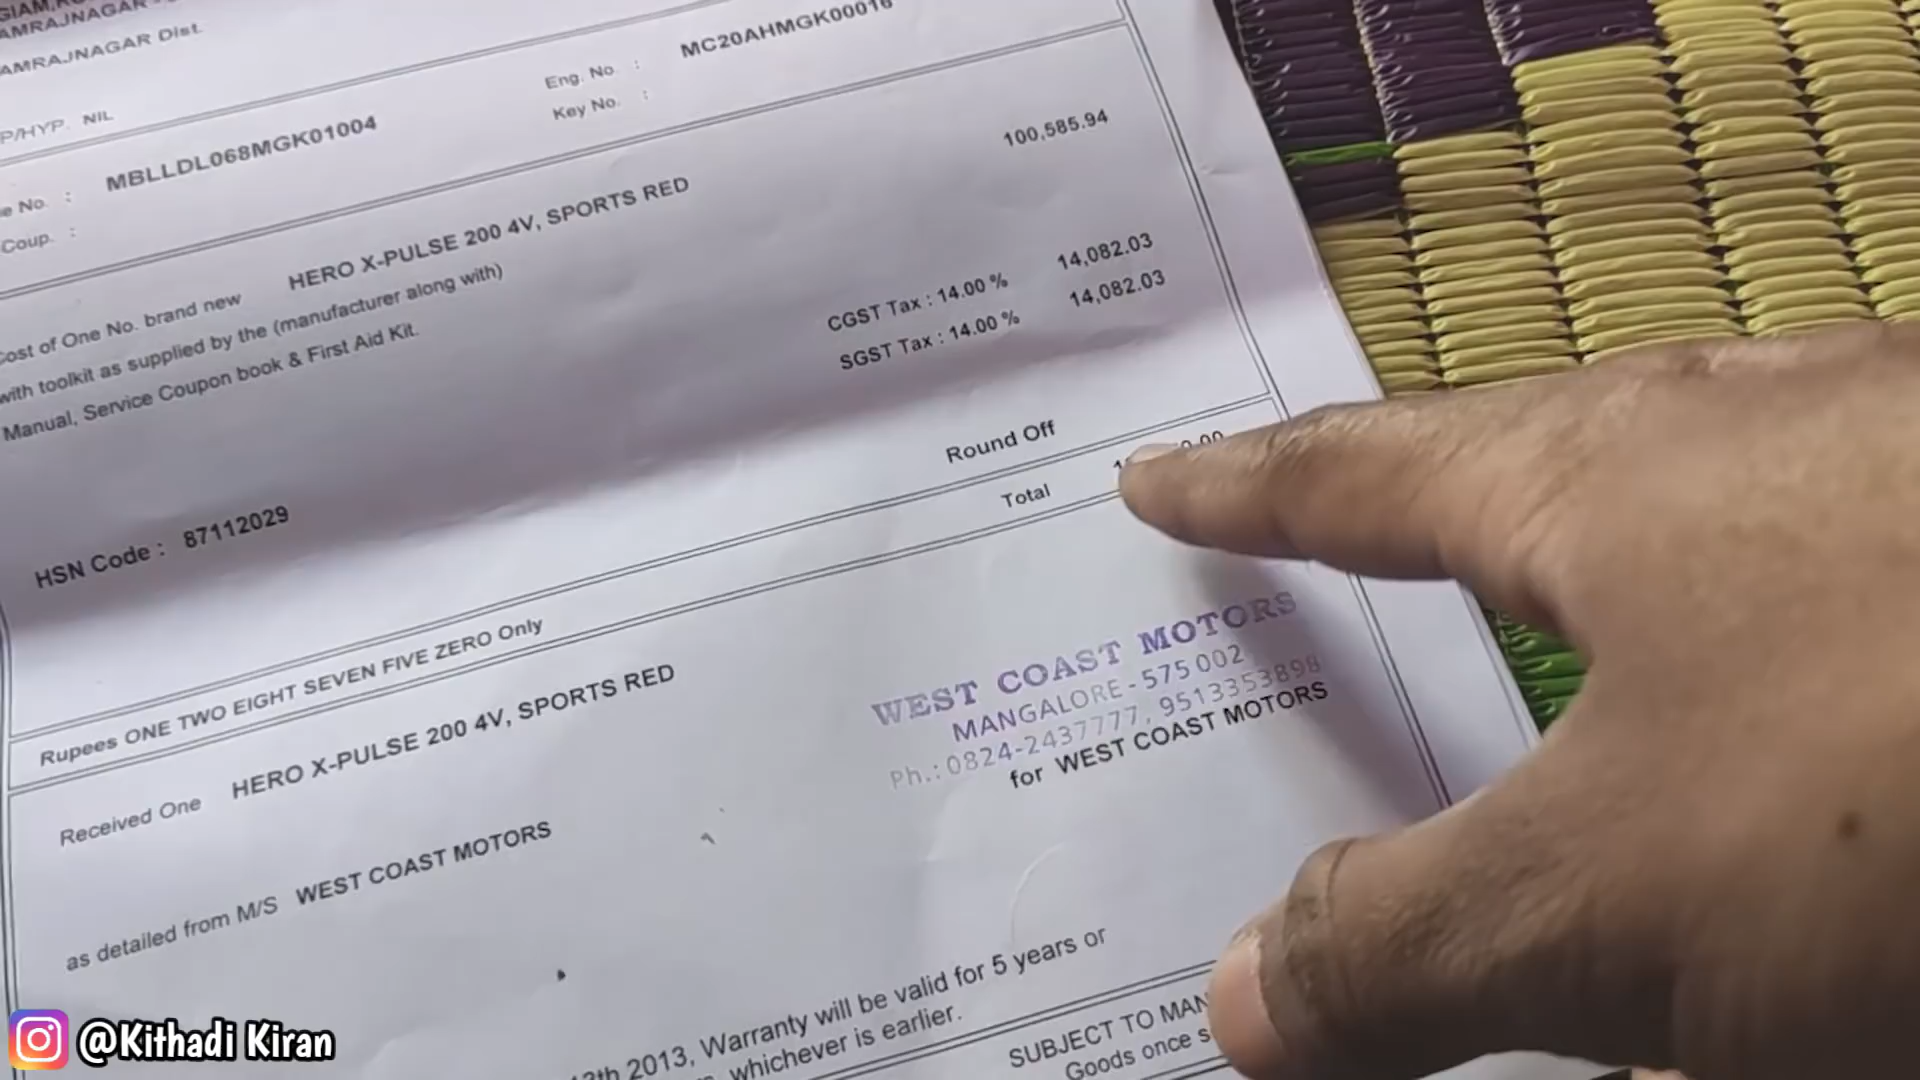 AMRAJNAGAR
AMRAJNAGAR Dist.
P/HYP. NIL
e No. : MBLLDL068MGK01004
Eng. No. : MC20AHMGK00016
Coup. :
Key No. :
100,585.94
Cost of One No. brand new HERO X-PULSE 200 4V, SPORTS RED
with toolkit as supplied by the (manufacturer along with)
Manual, Service Coupon book & First Aid Kit.
CGST Tax : 14.00 % 14,082.03
SGST Tax : 14.00 % 14,082.03
Round Off
HSN Code : 87112029
Total
Rupees ONE TWO EIGHT SEVEN FIVE ZERO Only
Received One HERO X-PULSE 200 4V, SPORTS RED
WEST COAST MOTORS
MANGALORE - 575 002
Ph.: 0824-2437777, 9513353898
for WEST COAST MOTORS
as detailed from M/S WEST COAST MOTORS
2013, Warranty will be valid for 5 years or
whichever is earlier.
SUBJECT TO MAN
Goods once s
@Kithadi Kiran